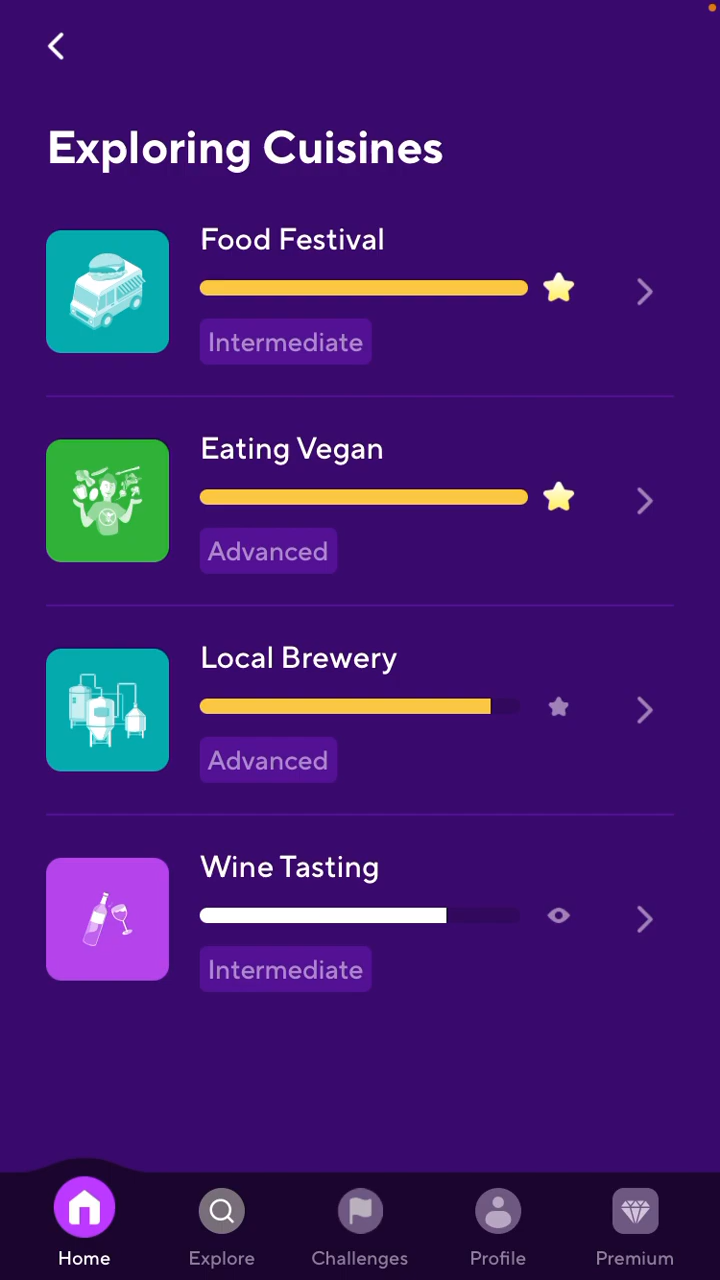 Exploring Cuisines
Food Festival
Intermediate
Eating Vegan
Advanced
Local Brewery
Advanced
Wine Tasting
Intermediate
Home
Explore
Challenges
Profile
Premium